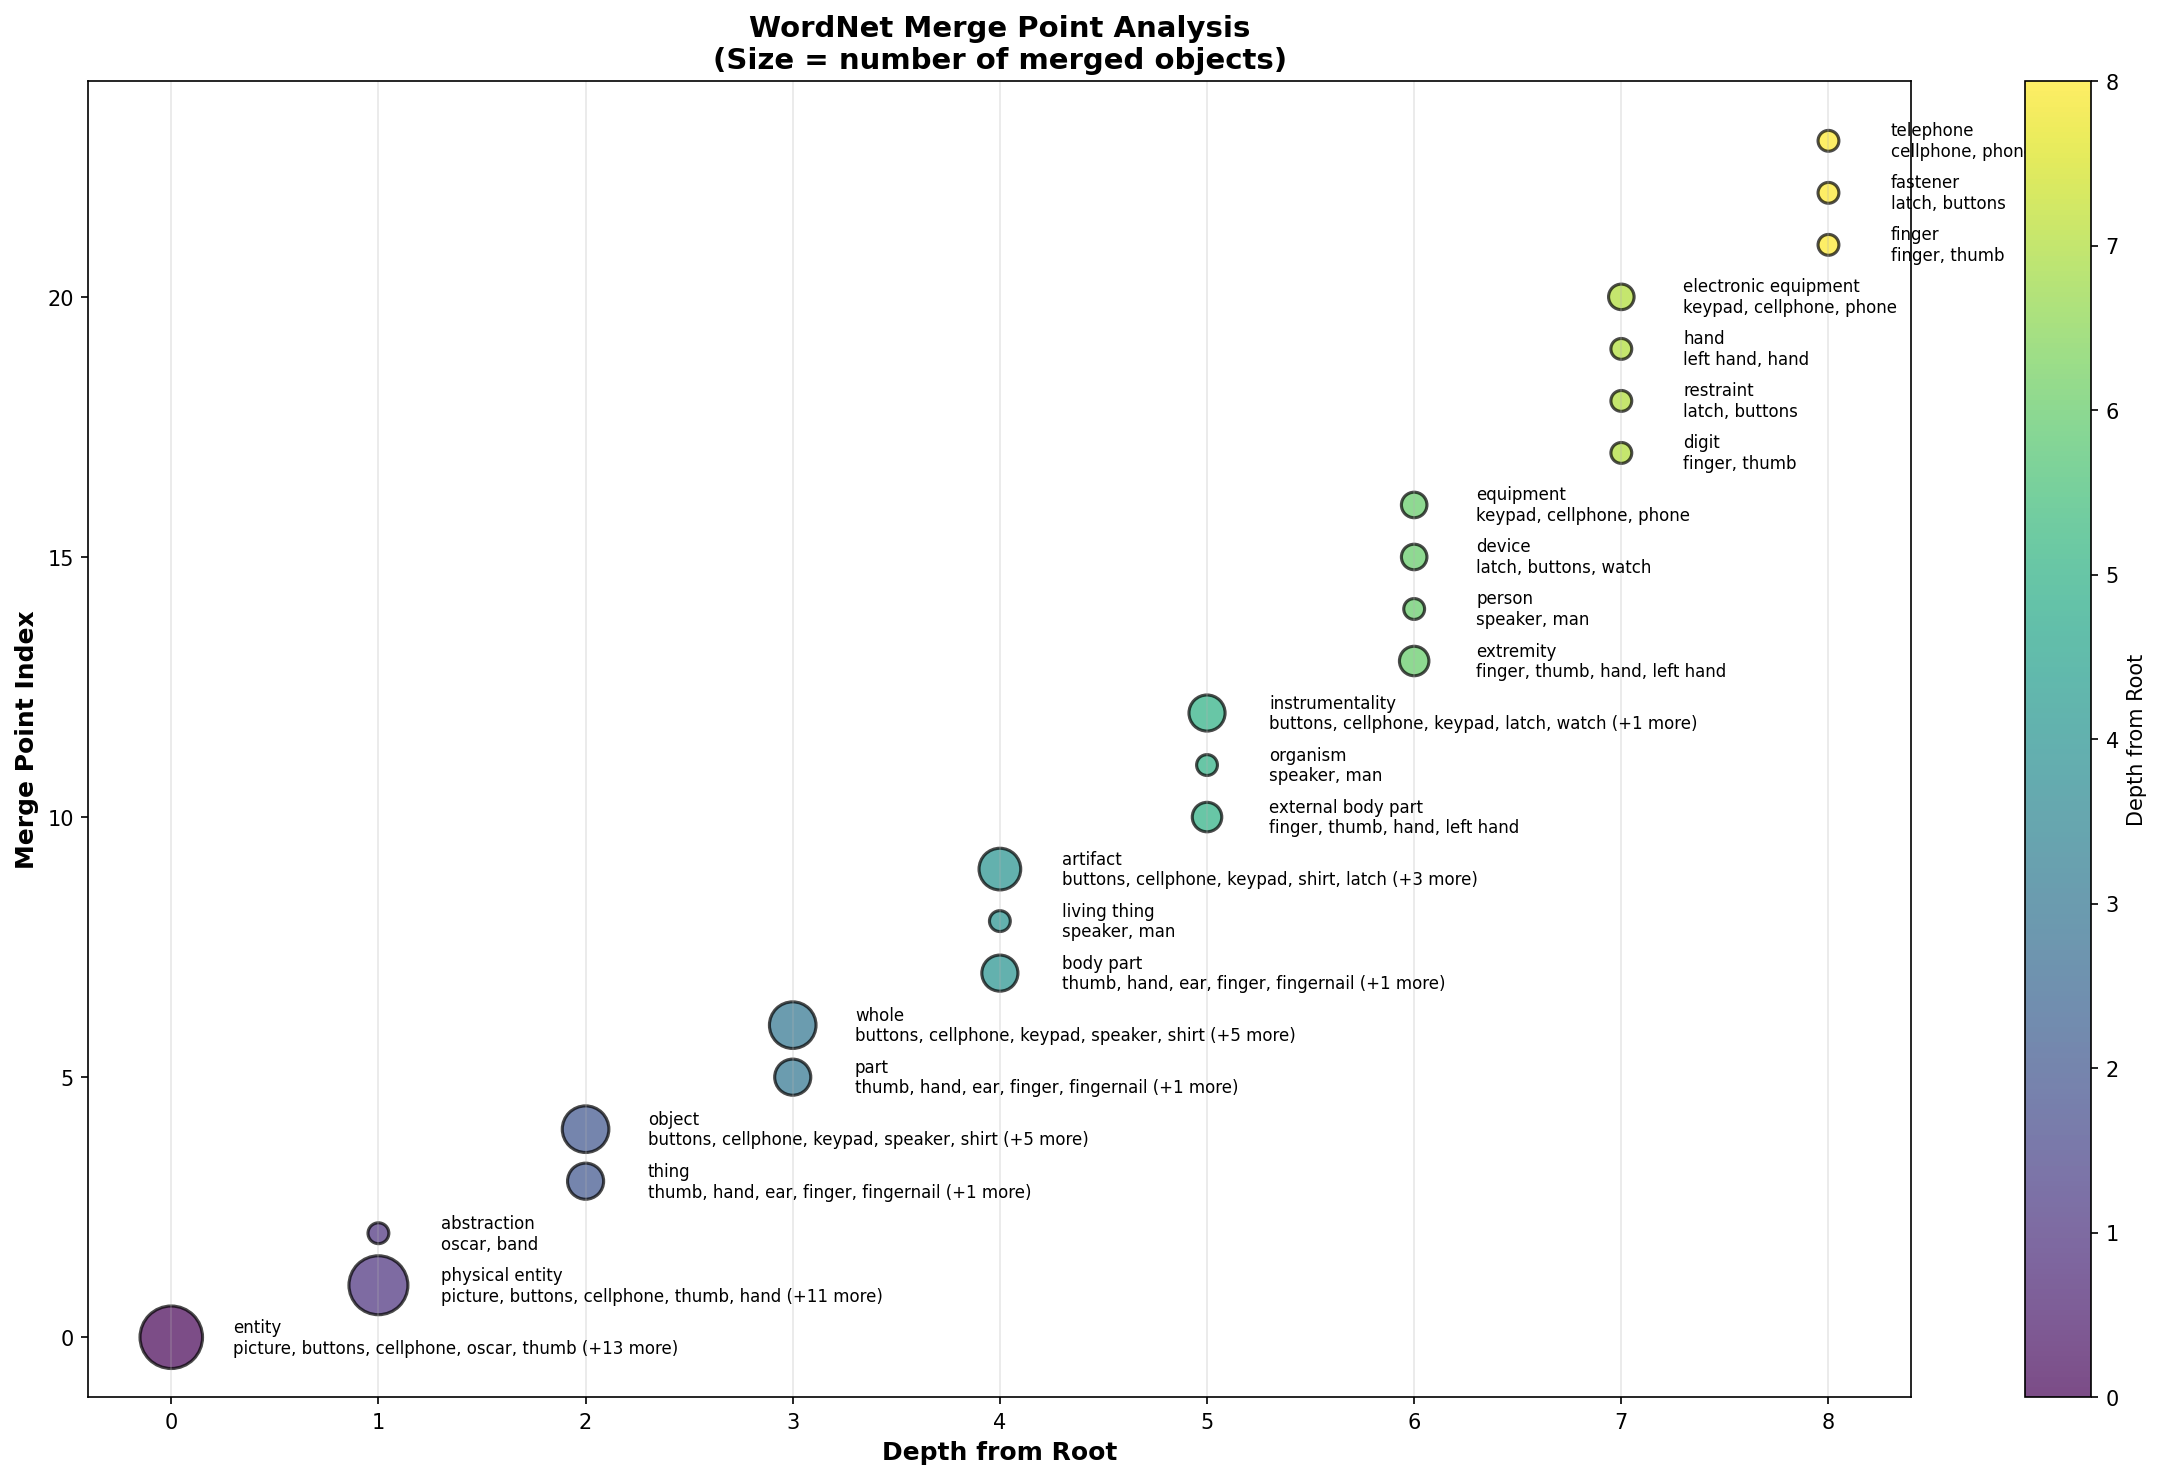 WordNet Merge Point Analysis
(Size = number of merged objects)
telephone
cellphone, phon
fastener
latch, buttons
finger
finger, thumb
electronic equipment
keypad, cellphone, phone
hand
left hand, hand
restraint
latch, buttons
digit
finger, thumb
equipment
keypad, cellphone, phone
device
latch, buttons, watch
person
speaker, man
extremity
finger, thumb, hand, left hand
instrumentality
buttons, cellphone, keypad, latch, watch (+1 more)
organism
speaker, man
external body part
finger, thumb, hand, left hand
artifact
buttons, cellphone, keypad, shirt, latch (+3 more)
living thing
speaker, man
body part
thumb, hand, ear, finger, fingernail (+1 more)
whole
buttons, cellphone, keypad, speaker, shirt (+5 more)
part
thumb, hand, ear, finger, fingernail (+1 more)
object
buttons, cellphone, keypad, speaker, shirt (+5 more)
thing
thumb, hand, ear, finger, fingernail (+1 more)
abstraction
oscar, band
physical entity
picture, buttons, cellphone, thumb, hand (+11 more)
entity
picture, buttons, cellphone, oscar, thumb (+13 more)
20
15
10
5
0
Merge Point Index
0 1 2 3 4 5 6 7 8
Depth from Root
8
7
6
5
4
3
2
1
0
Depth from Root